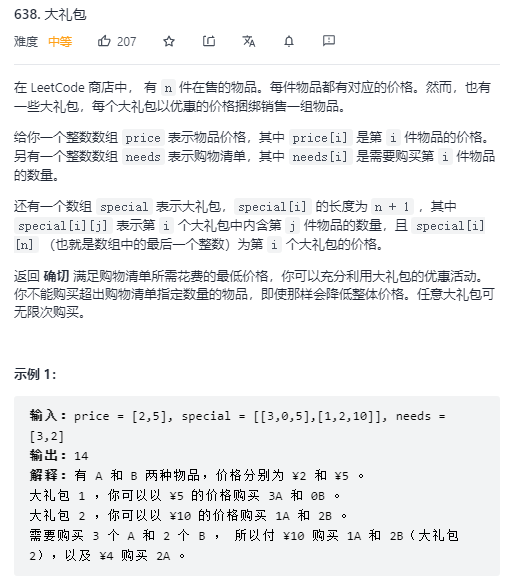 638. 大礼包
难度 中等 207
在 LeetCode 商店中， 有 n 件在售的物品。每件物品都有对应的价格。然而，也有
一些大礼包，每个大礼包以优惠的价格捆绑销售一组物品。
给你一个整数数组 price 表示物品价格，其中 price[i] 是第 i 件物品的价格。
另有一个整数数组 needs 表示购物清单，其中 needs[i] 是需要购买第 i 件物品
的数量。
还有一个数组 special 表示大礼包，special[i] 的长度为 n + 1 ，其中
special[i][j] 表示第 i 个大礼包中内含第 j 件物品的数量，且 special[i]
[n] （也就是数组中的最后一个整数）为第 i 个大礼包的价格。
返回 确切 满足购物清单所需花费的最低价格，你可以充分利用大礼包的优惠活动。
你不能购买超出购物清单指定数量的物品，即使那样会降低整体价格。任意大礼包可
无限次购买。
示例 1：
输入：price = [2,5], special = [[3,0,5],[1,2,10]], needs =
[3,2]
输出：14
解释：有 A 和 B 两种物品，价格分别为 ¥2 和 ¥5 。
大礼包 1 ，你可以以 ¥5 的价格购买 3A 和 0B 。
大礼包 2 ，你可以以 ¥10 的价格购买 1A 和 2B 。
需要购买 3 个 A 和 2 个 B ， 所以付 ¥10 购买 1A 和 2B（大礼包
2），以及 ¥4 购买 2A 。